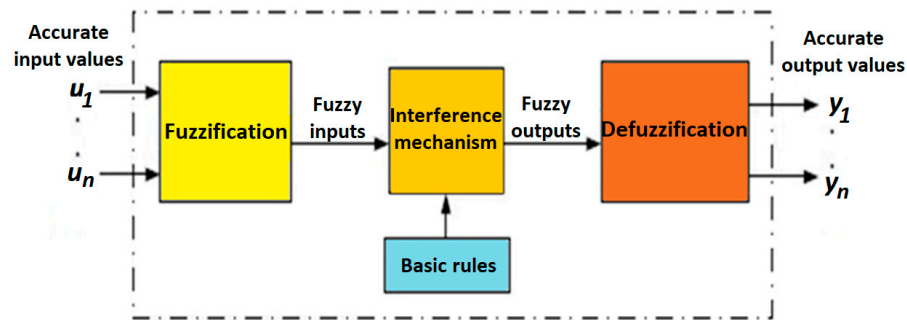 Accurate
input values
u1
.
.
un
Fuzzification
Fuzzy
inputs
Interference
mechanism
Fuzzy
outputs
Defuzzification
Basic rules
Accurate
output values
y1
.
.
yn